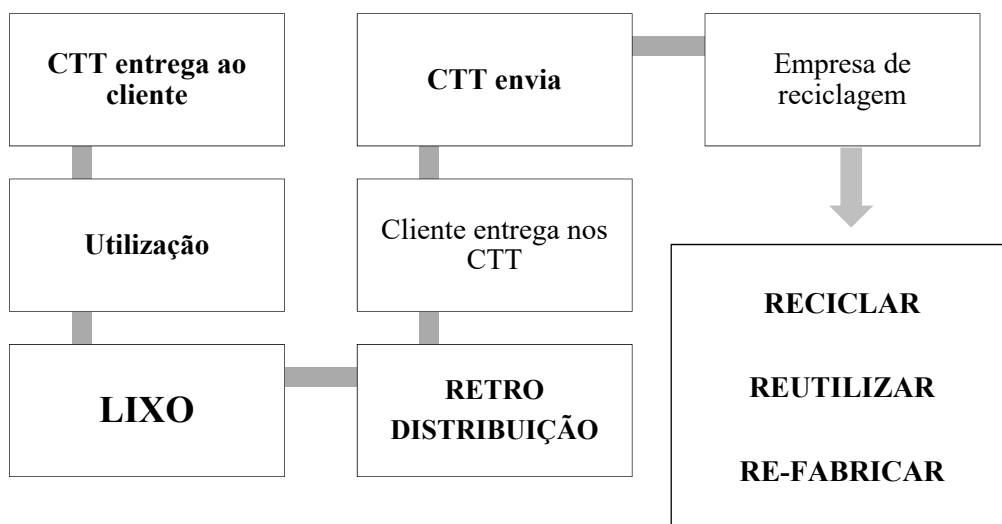 CTT entrega ao
cliente
Utilização
LIXO
RETRO
DISTRIBUIÇÃO
Cliente entrega nos
CTT
CTT envia
Empresa de
reciclagem
RECICLAR
REUTILIZAR
RE-FABRICAR